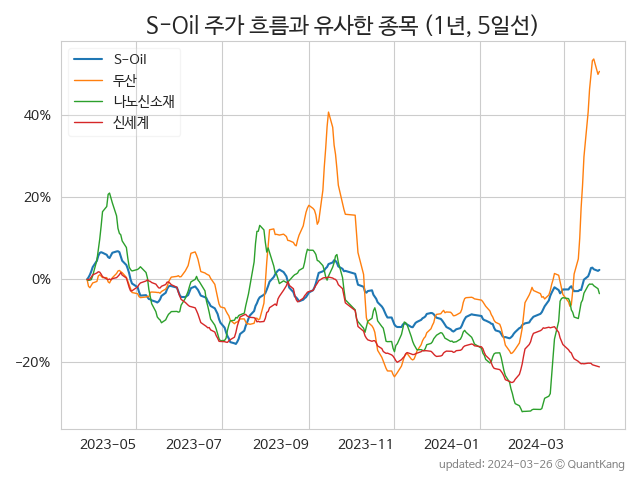 S-Oil 주가 흐름과 유사한 종목 (1년, 5일선)
S-Oil
두산
나노신소재
신세계
40%
20%
0%
−20%
2023-05 2023-07 2023-09 2023-11 2024-01 2024-03
updated: 2024-03-26 © QuantKang